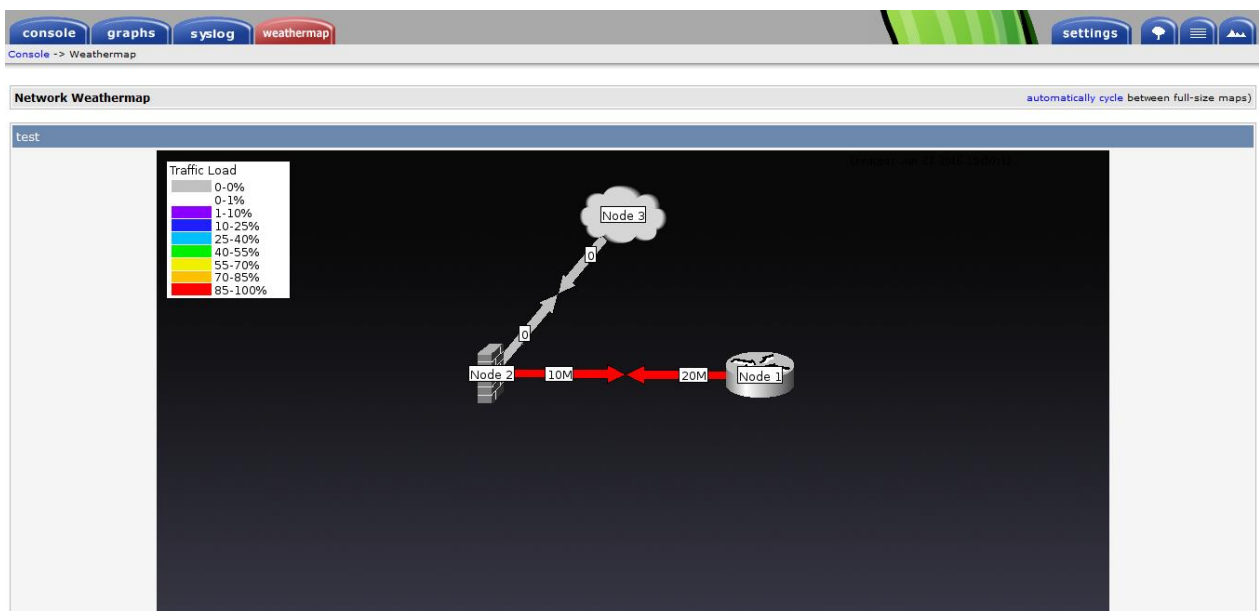 console graphs syslog weathermap settings
Console -> Weathermap
Network Weathermap automatically cycle between full-size maps)
test
Traffic Load
0-0%
0-1%
1-10%
10-25%
25-40%
40-55%
55-70%
70-85%
85-100%
Node 3
0
0
Node 2 10M 20M Node 1